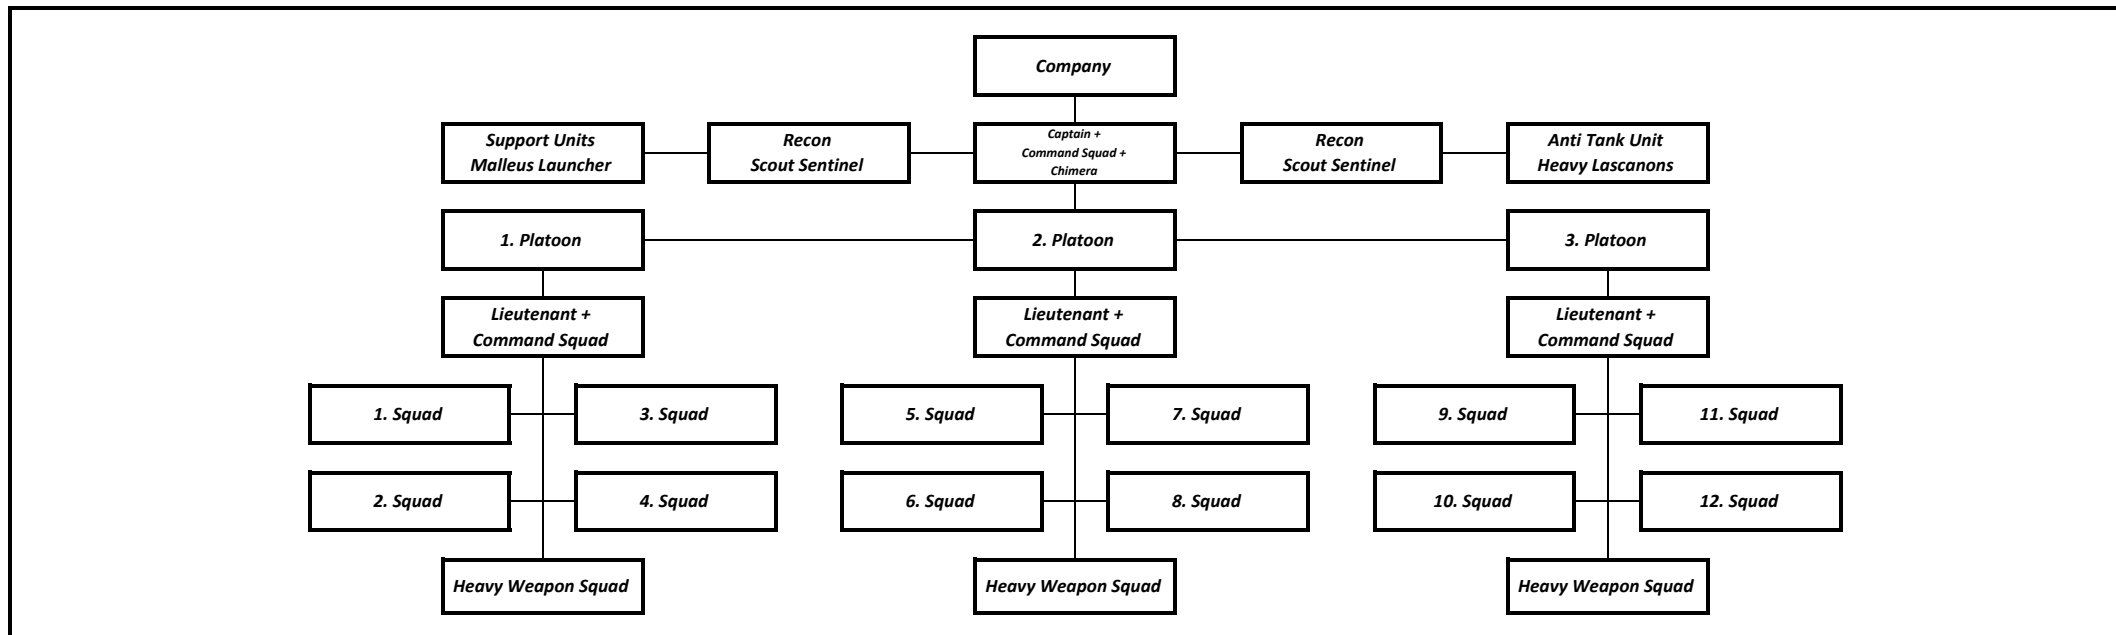 Company
Support Units
Malleus Launcher
Recon
Scout Sentinel
Captain +
Command Squad +
Chimera
Recon
Scout Sentinel
Anti Tank Unit
Heavy Lascanons
1. Platoon
2. Platoon
3. Platoon
Lieutenant +
Command Squad
Lieutenant +
Command Squad
Lieutenant +
Command Squad
1. Squad
3. Squad
5. Squad
7. Squad
9. Squad
11. Squad
2. Squad
4. Squad
6. Squad
8. Squad
10. Squad
12. Squad
Heavy Weapon Squad
Heavy Weapon Squad
Heavy Weapon Squad